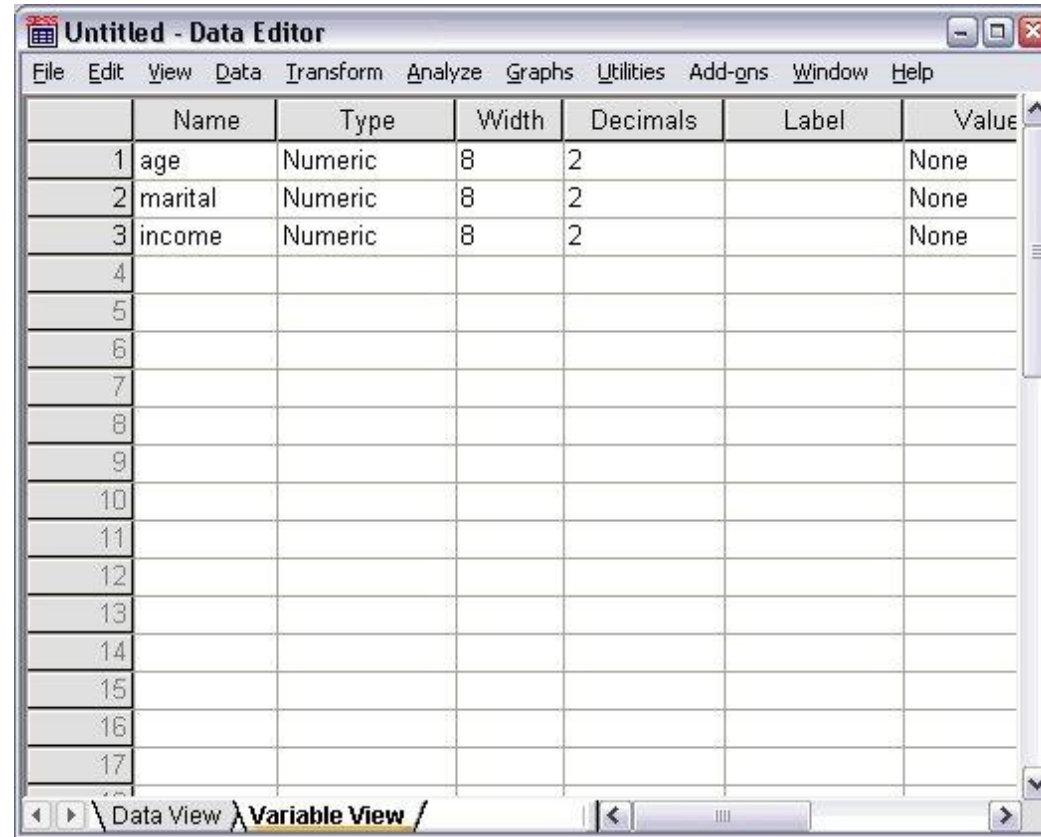 Untitled - Data Editor
File Edit View Data Transform Analyze Graphs Utilities Add-ons Window Help
Name Type Width Decimals Label Value
1 age Numeric 8 2 None
2 marital Numeric 8 2 None
3 income Numeric 8 2 None
4
5
6
7
8
9
10
11
12
13
14
15
16
17
Data View Variable View